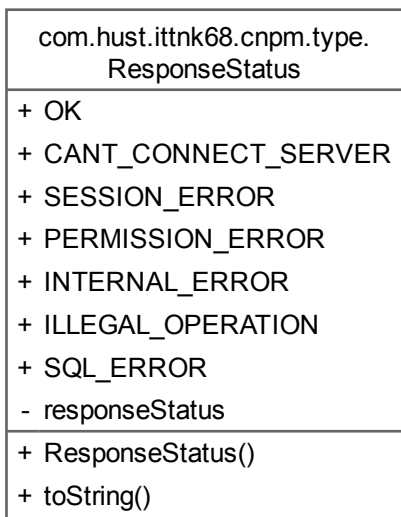 com.hust.ittnk68.cnpm.type.
ResponseStatus
+ OK
+ CANT_CONNECT_SERVER
+ SESSION_ERROR
+ PERMISSION_ERROR
+ INTERNAL_ERROR
+ ILLEGAL_OPERATION
+ SQL_ERROR
- responseStatus
+ ResponseStatus()
+ toString()